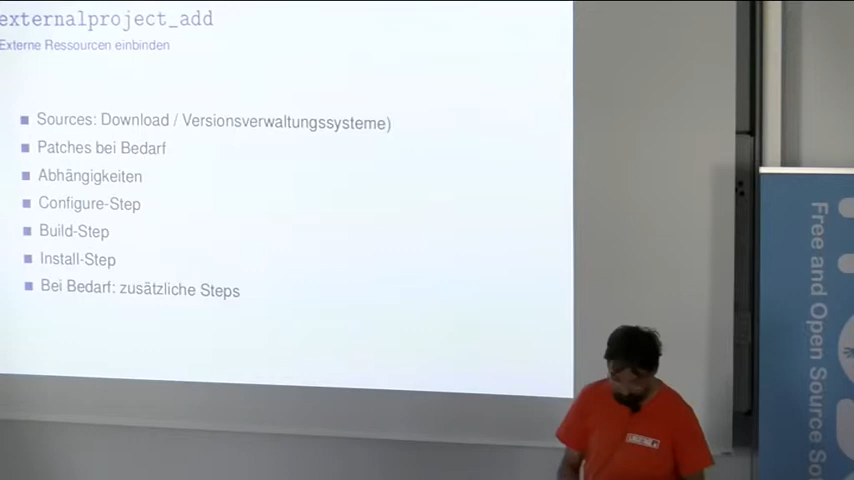 externalproject_add
Externe Ressourcen einbinden
Sources: Download / Versionsverwaltungssysteme)
Patches bei Bedarf
Abhängigkeiten
Configure-Step
Build-Step
Install-Step
Bei Bedarf: zusätzliche Steps
Free and Open Source So